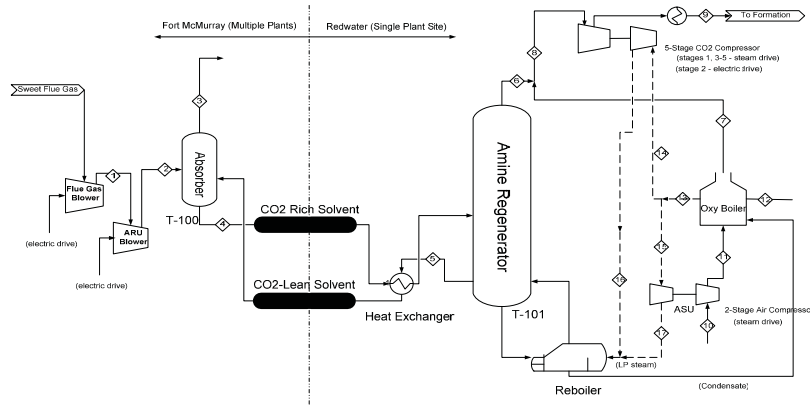 Fort McMurray (Multiple Plants)
Redwater (Single Plant Site)
9
To Formation
8
5-Stage CO2 Compressor
(stages 1, 3-5 - steam drive)
(stage 2 - electric drive)
Sweet Flue Gas
6
3
7
14
Absorber
Amine Regenerator
1
2
Flue Gas
Blower
13
12
Oxy Boiler
T-100
4
CO2 Rich Solvent
ARU
Blower
(electric drive)
15
5
11
16
(electric drive)
CO2-Lean Solvent
Heat Exchanger
T-101
ASU
2-Stage Air Compresso
(steam drive)
10
17
(LP steam)
Reboiler
(Condensate)